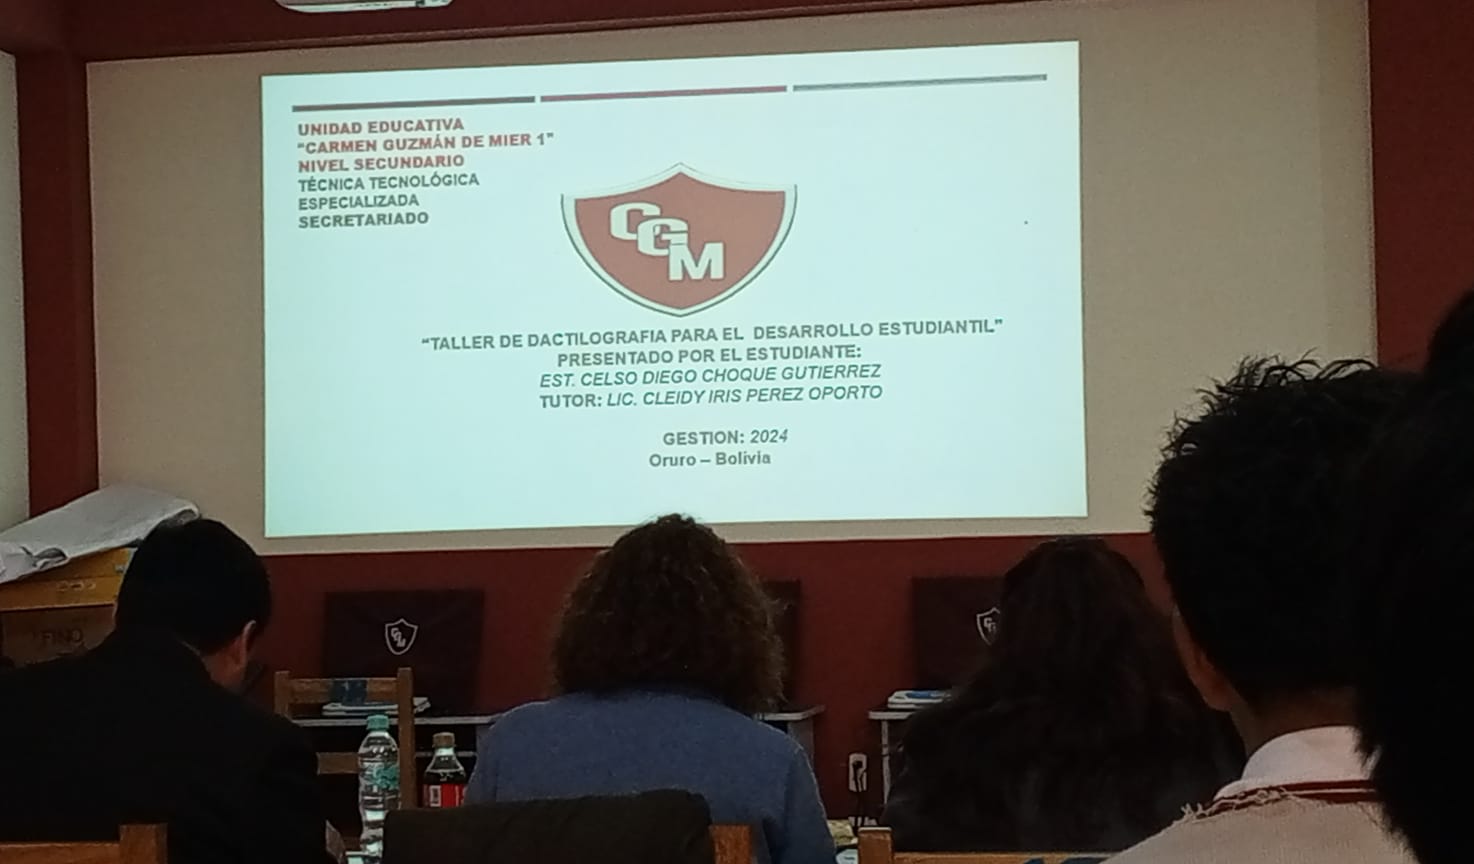 UNIDAD EDUCATIVA
“CARMEN GUZMÁN DE MIER 1”
NIVEL SECUNDARIO
TÉCNICA TECNOLÓGICA
ESPECIALIZADA
SECRETARIADO
CGM
“TALLER DE DACTILOGRAFIA PARA EL DESARROLLO ESTUDIANTIL”
PRESENTADO POR EL ESTUDIANTE:
EST. CELSO DIEGO CHOQUE GUTIERREZ
TUTOR: LIC. CLEIDY IRIS PEREZ OPORTO
GESTION: 2024
Oruro – Bolivia
CGM